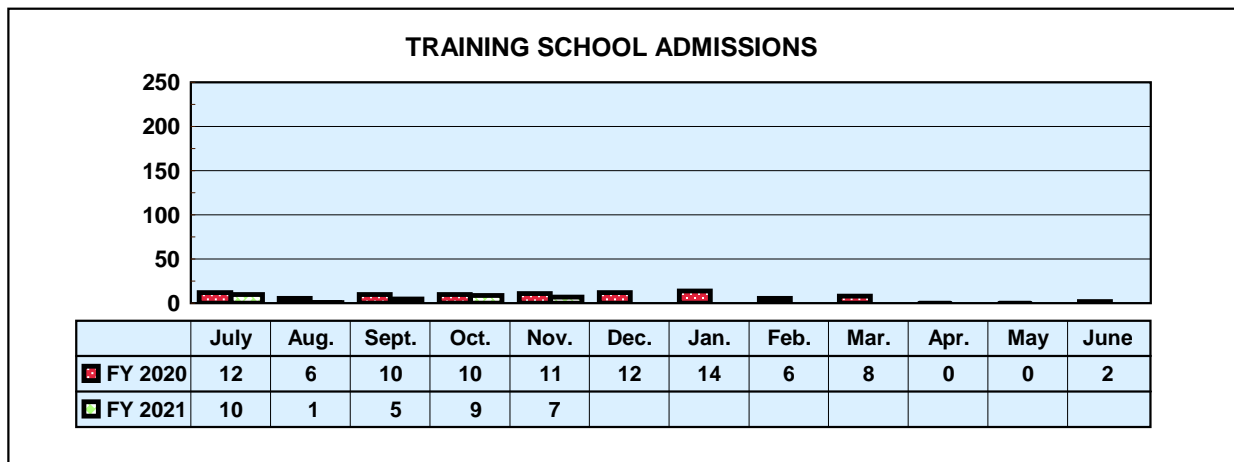 TRAINING SCHOOL ADMISSIONS
250
200
150
100
50
0
July Aug. Sept. Oct. Nov. Dec. Jan. Feb. Mar. Apr. May June
FY 2020 12 6 10 10 11 12 14 6 8 0 0 2
FY 2021 10 1 5 9 7